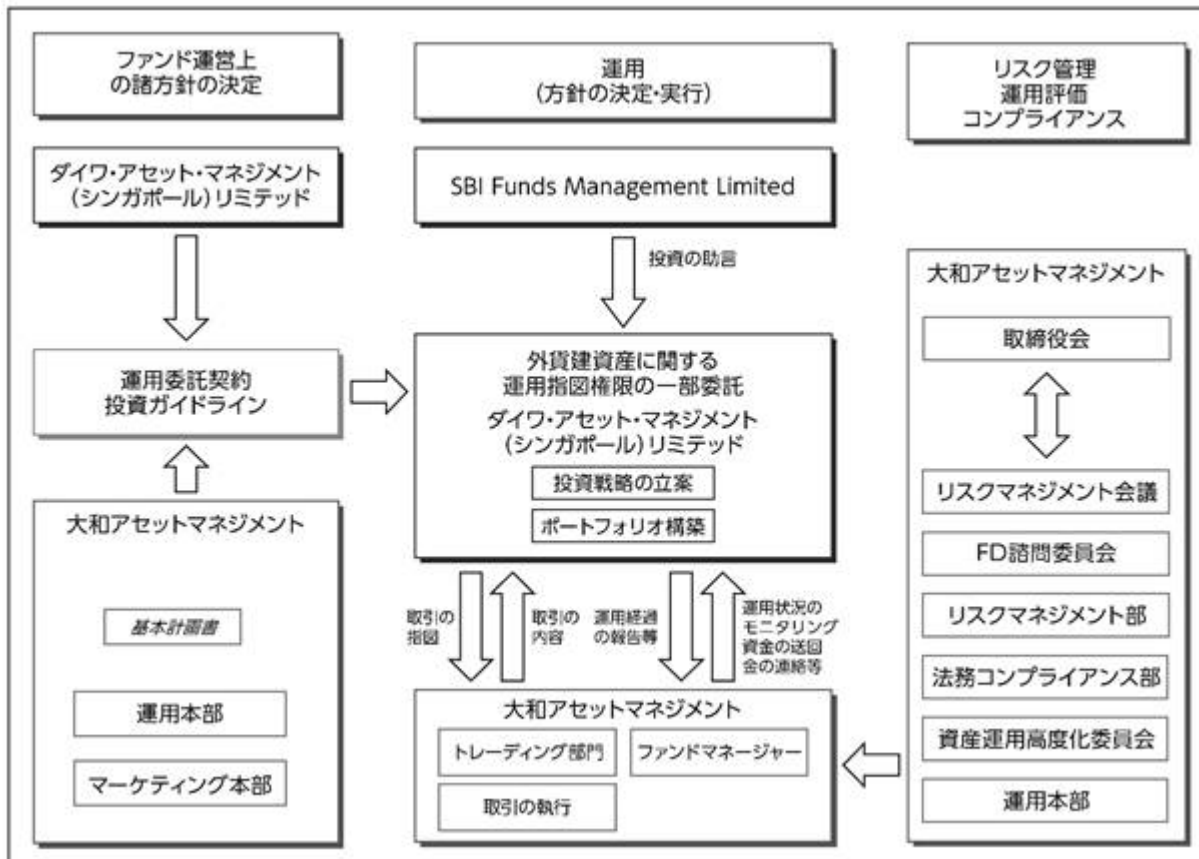 ファンド運営上
の諸方針の決定
ダイワ・アセット・マネジメント
(シンガポール)リミテッド
運用委託契約
投資ガイドライン
大和アセットマネジメント
基本計画書
運用本部
マーケティング本部
運用
(方針の決定・実行)
SBI Funds Management Limited
投資の助言
外貨建資産に関する
運用指図権限の一部委託
ダイワ・アセット・マネジメント
(シンガポール)リミテッド
投資戦略の立案
ポートフォリオ構築
取引の
指図
取引の
内容
運用経過
の報告等
運用状況の
モニタリング
資金の送回
金の連絡等
大和アセットマネジメント
トレーディング部門
ファンドマネージャー
取引の執行
リスク管理
運用評価
コンプライアンス
大和アセットマネジメント
取締役会
リスクマネジメント会議
FD諮問委員会
リスクマネジメント部
法務コンプライアンス部
資産運用高度化委員会
運用本部